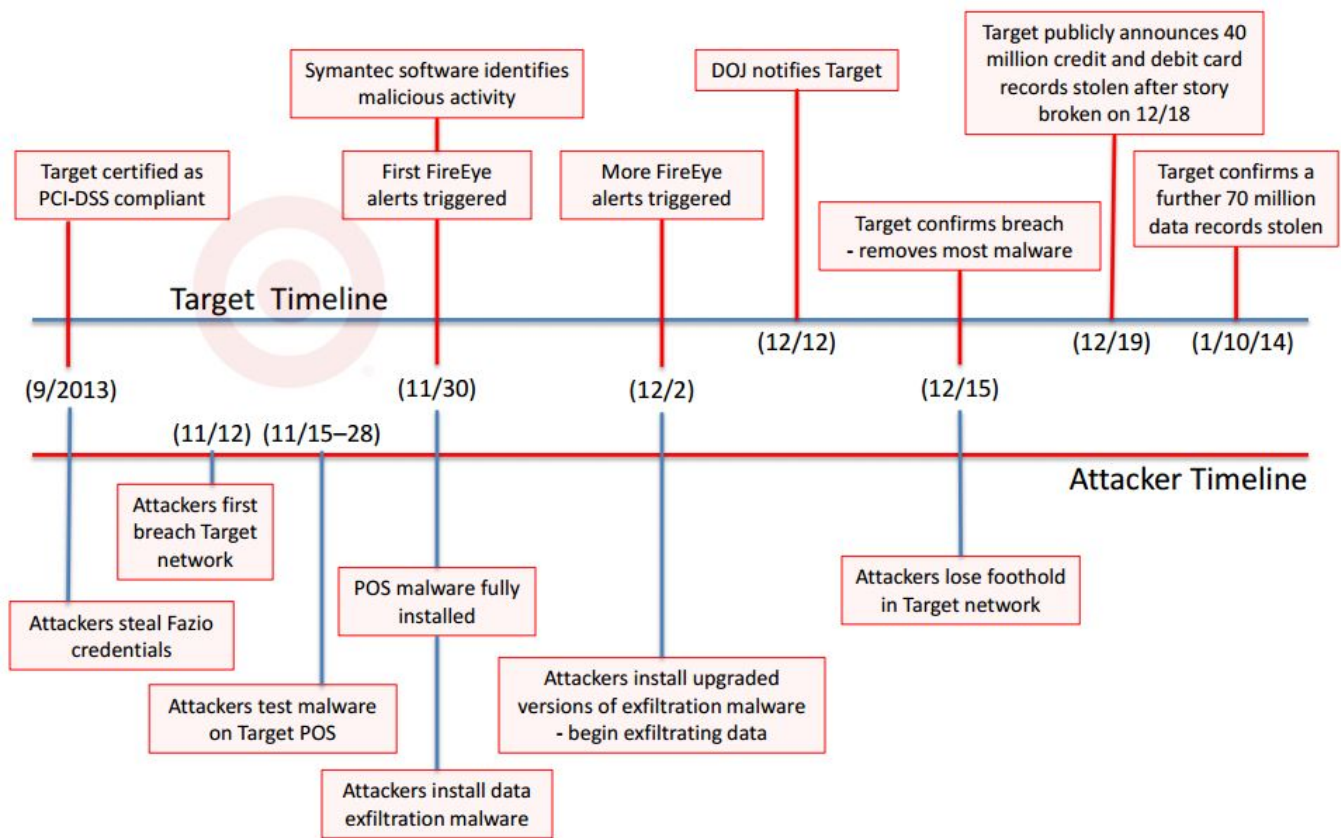 Target publicly announces 40
million credit and debit card
records stolen after story
broken on 12/18
Symantec software identifies
malicious activity
DOJ notifies Target
Target certified as
PCI-DSS compliant
First FireEye
alerts triggered
More FireEye
alerts triggered
Target confirms a
further 70 million
data records stolen
Target confirms breach
- removes most malware
Target Timeline
(12/12)
(12/19)
(1/10/14)
(9/2013)
(11/30)
(12/2)
(12/15)
(11/12)
(11/15–28)
Attacker Timeline
Attackers first
breach Target
network
POS malware fully
installed
Attackers lose foothold
in Target network
Attackers steal Fazio
credentials
Attackers test malware
on Target POS
Attackers install upgraded
versions of exfiltration malware
- begin exfiltrating data
Attackers install data
exfiltration malware